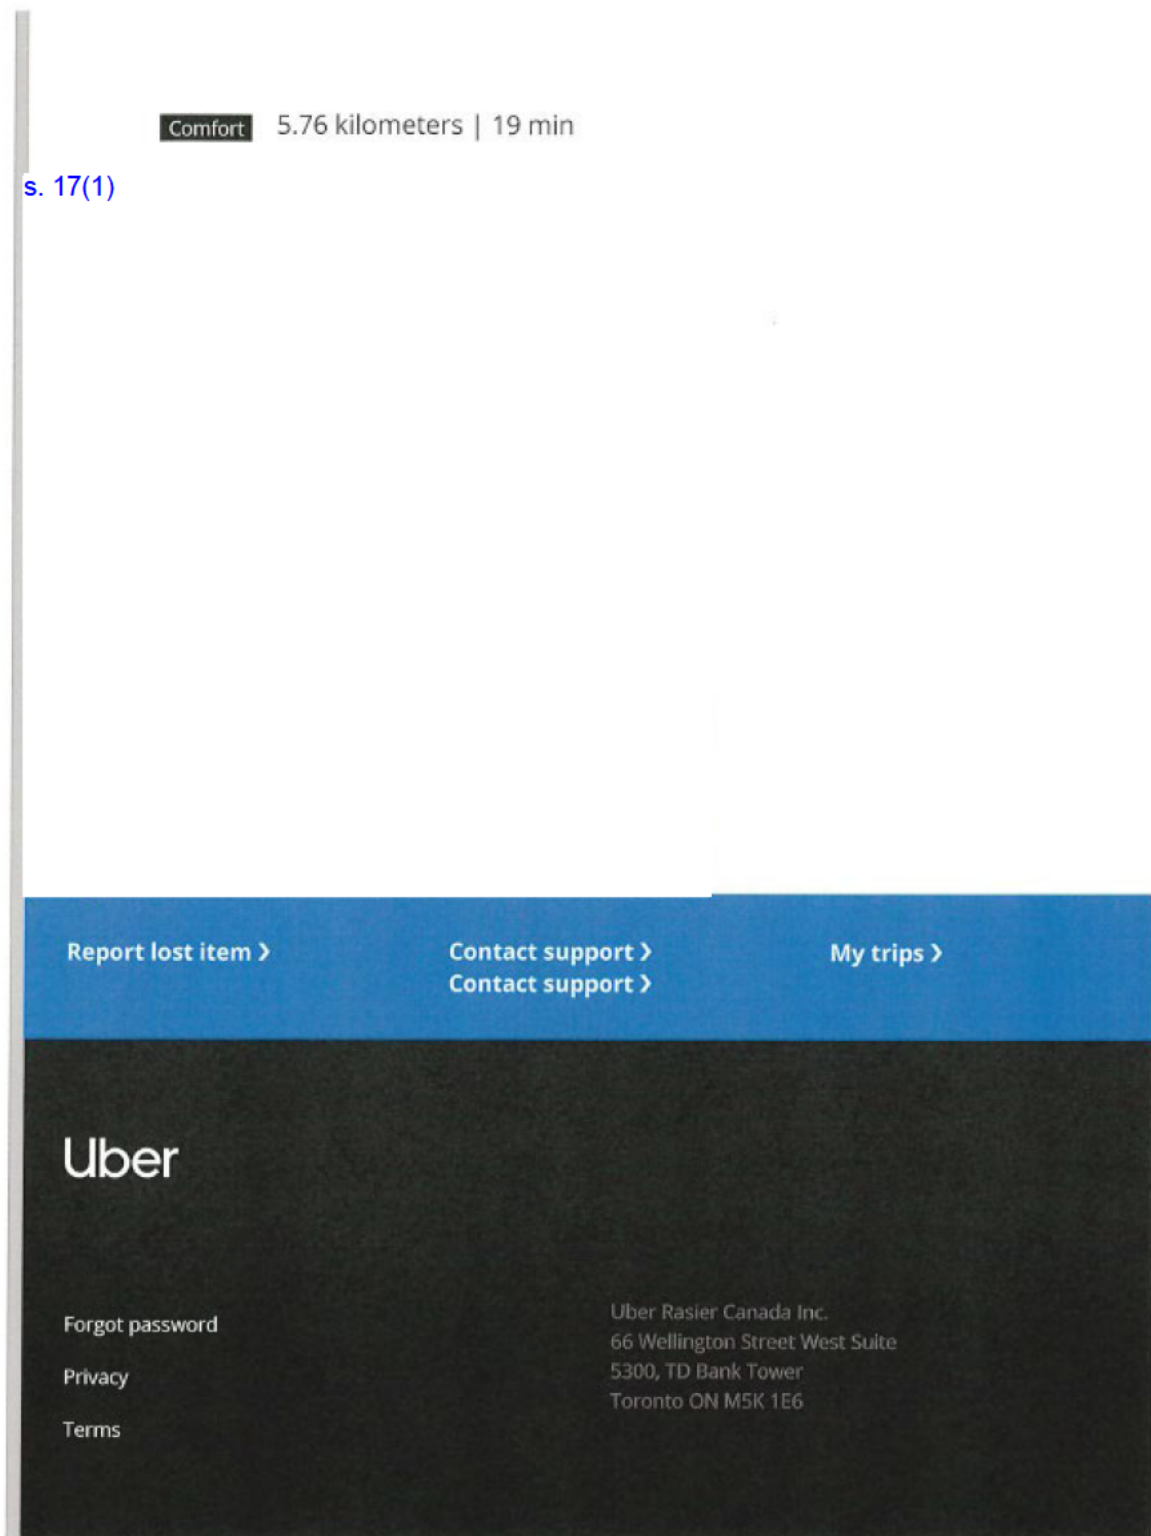 Comfort 5.76 kilometers | 19 min
s. 17(1)
Report lost item ❯ Contact support ❯ My trips ❯
Contact support ❯
Uber
Forgot password
Privacy
Terms
Uber Rasier Canada Inc.
66 Wellington Street West Suite
5300, TD Bank Tower
Toronto ON M5K 1E6